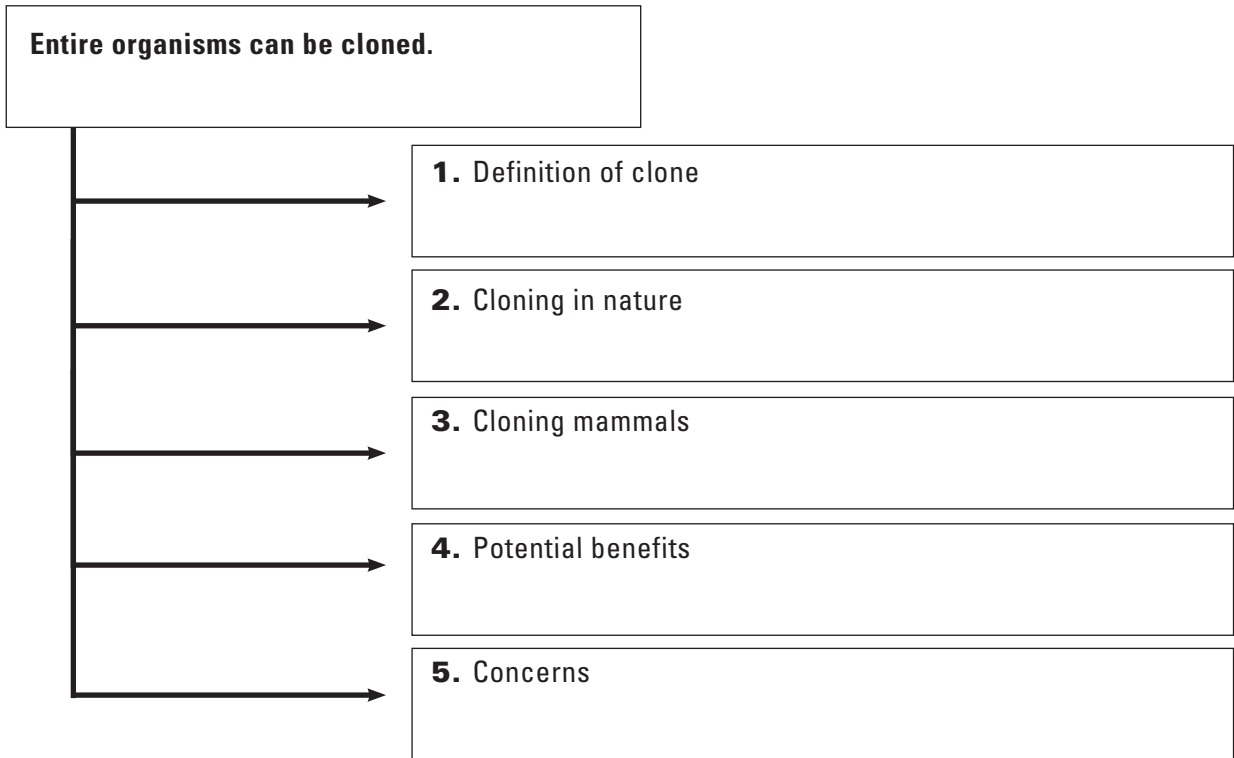 Entire organisms can be cloned.
1. Definition of clone
2. Cloning in nature
3. Cloning mammals
4. Potential benefits
5. Concerns